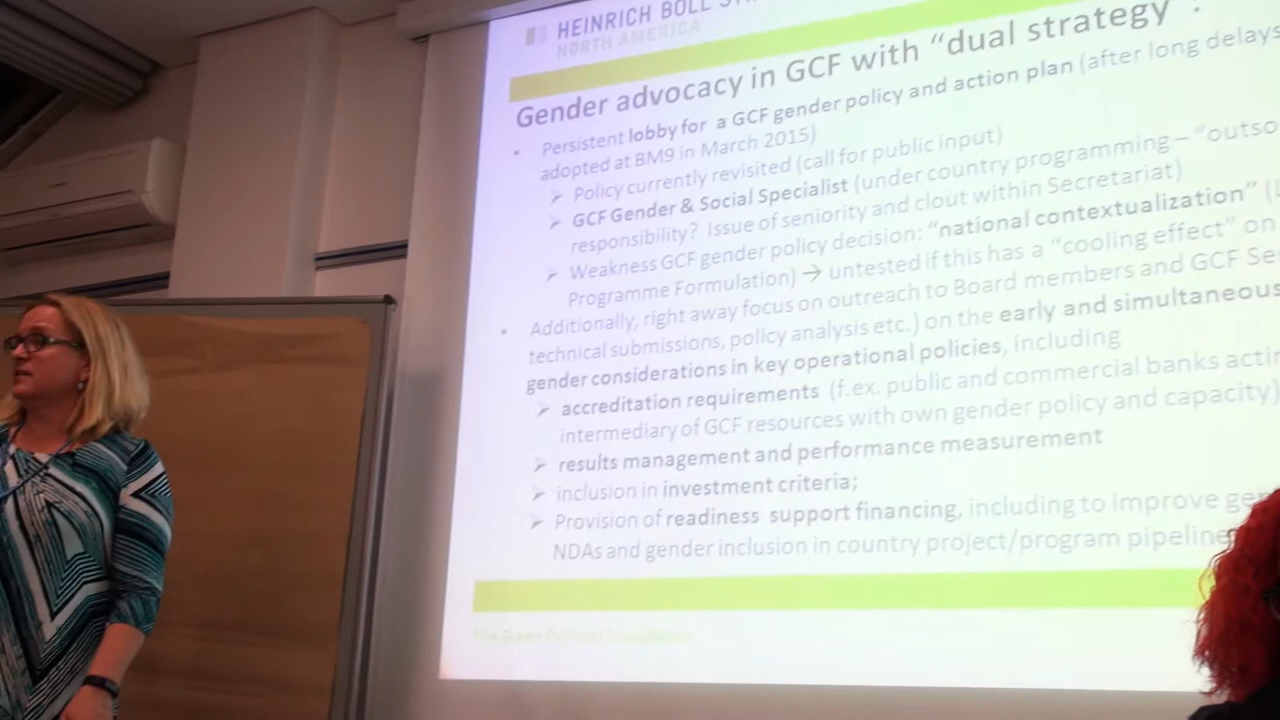 HEINRICH BÖLL
NORTH AMERICA
Gender advocacy in GCF with “dual strategy”:
• Persistent lobby for a GCF gender policy and action plan (after long delays
adopted at BM9 in March 2015)
➢ Policy currently revisited (call for public input)
➢ GCF Gender & Social Specialist (under country programming – “outso
responsibility? Issue of seniority and clout within Secretariat)
➢ Weakness GCF gender policy decision: “national contextualization” (
Programme Formulation) → untested if this has a “cooling effect” on
• Additionally, right away focus on outreach to Board members and GCF Se
technical submissions, policy analysis etc.) on the early and simultaneous
gender considerations in key operational policies, including
➢ accreditation requirements (f.ex. public and commercial banks acti
intermediary of GCF resources with own gender policy and capacity)
➢ results management and performance measurement
➢ inclusion in investment criteria;
➢ Provision of readiness support financing, including to improve ge
NDAs and gender inclusion in country project/program pipeline
The Green Political Foundation